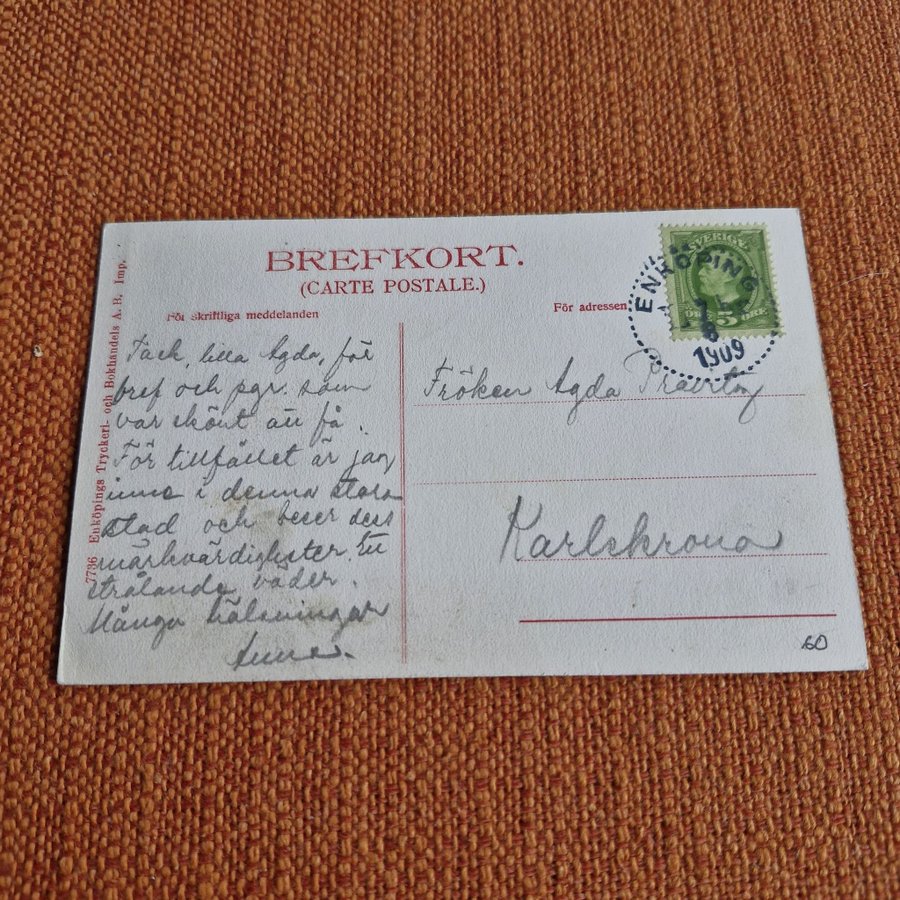 BREFKORT.
(CARTE POSTALE.)
För skriftliga meddelanden
För adressen
SVERIGE
5
ÖRE
ENKÖPING
1909
7736 Enköpings Tryckeri- och Bokhandels A. B. Imp.
Tack, lilla Agda, för
bref och pgr. som
var skönt att få.
För tillfället är jag
inne i denna stora
stad och beser dess
märkvärdigheter
strålande väder.
Många hälsningar
Fröken Agda
Karlskrona
60